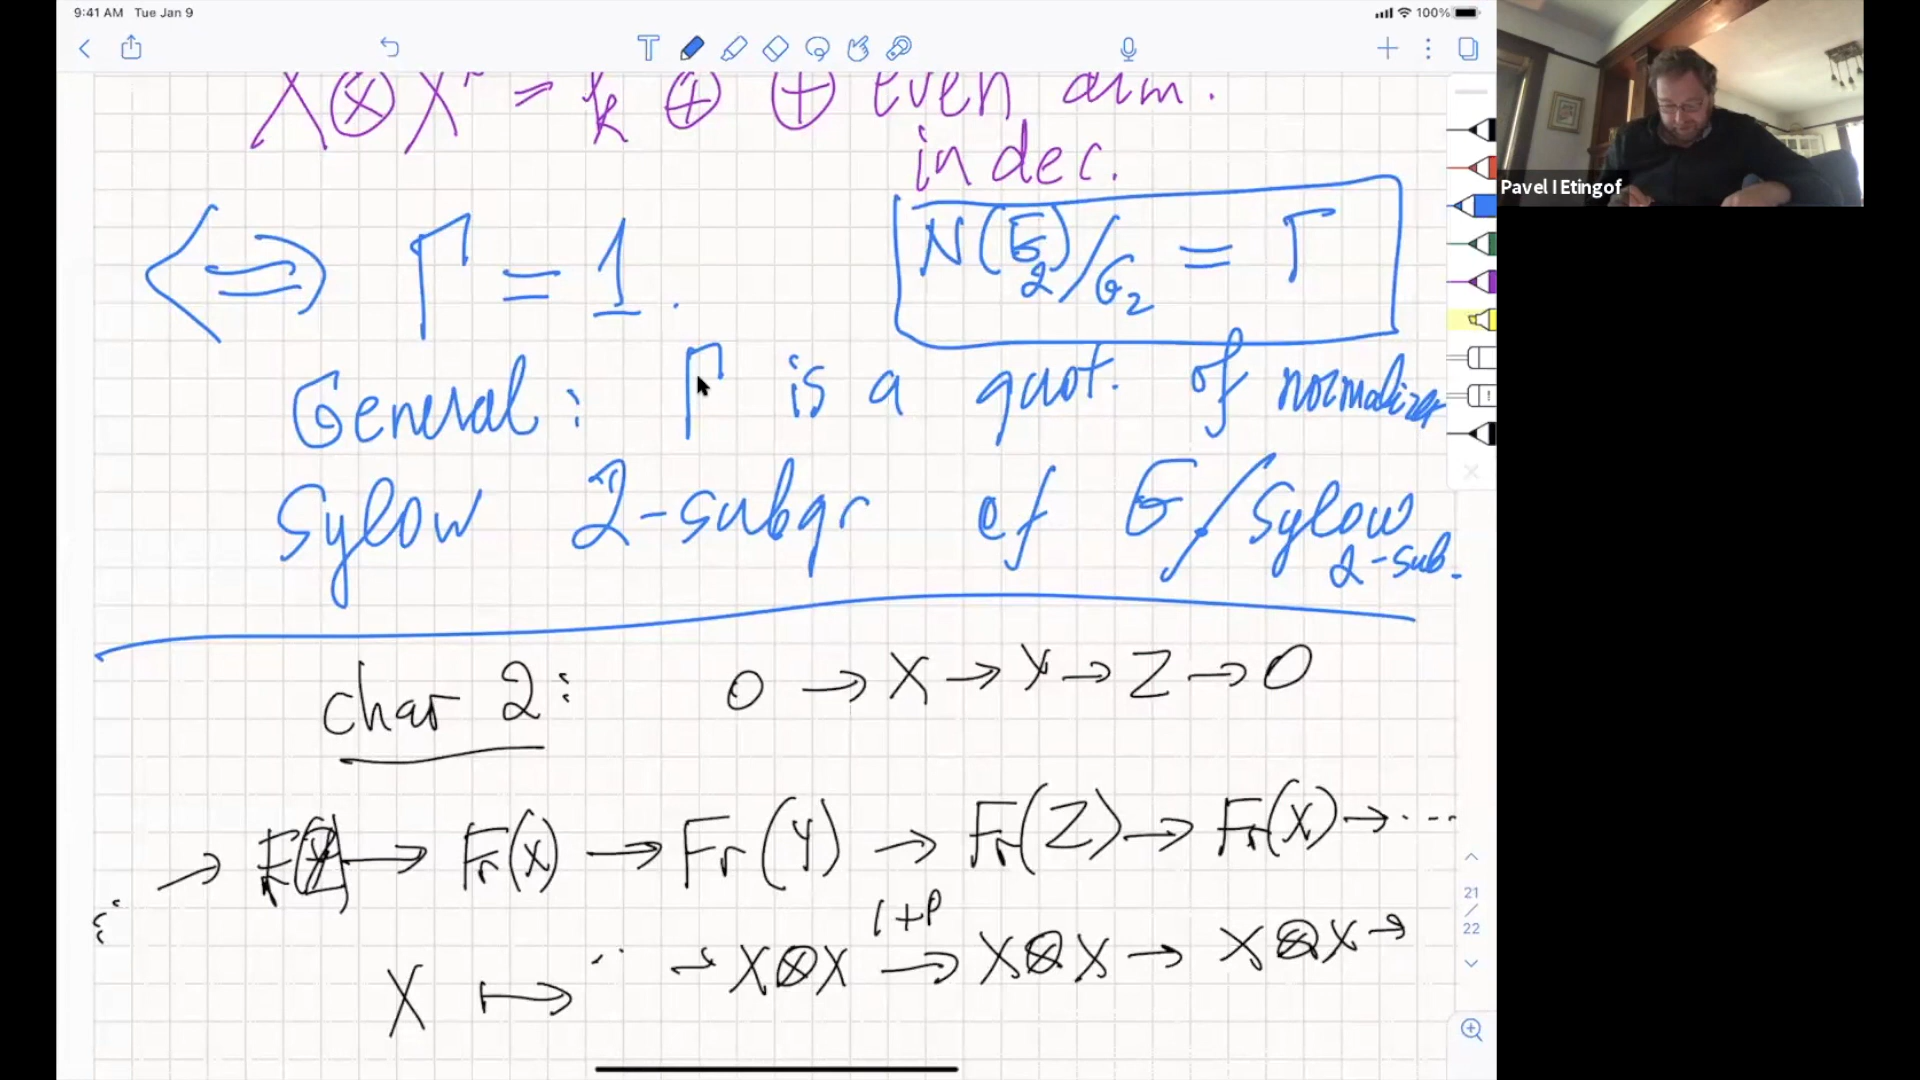 9:41 AM Tue Jan 9
100%
X ⊗ X* = k ⊕ ⊕ even dim.
indec.
⟺ Γ = 1.
N(G₂)/G₂ = Γ
General: Γ is a quot. of normalizer
Sylow 2-subgr of G/Sylow
2-sub.
char 2: 0 → X → Y → Z → 0
→ Fr(Z) → Fr(X) → Fr(Y) → Fr(Z) → Fr(X) → ...
1+P
X ↦ ... → X⊗X → X⊗X → X⊗X →
Pavel I Etingof
21
/
22